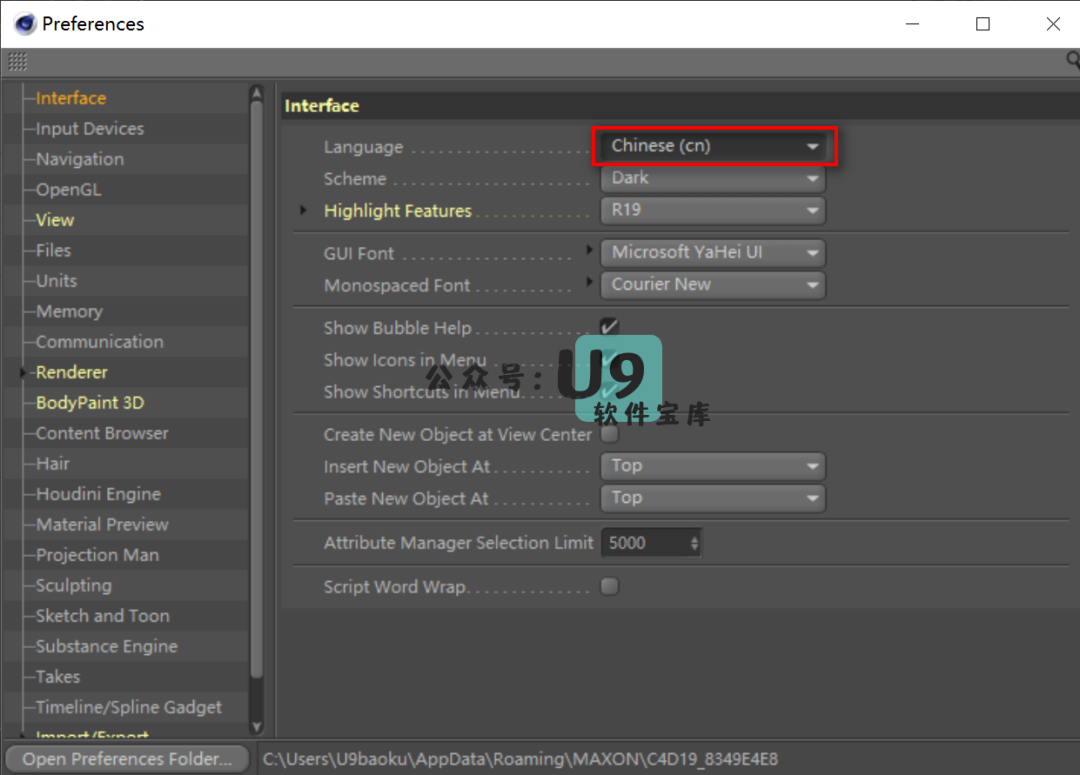 Preferences
Interface
Input Devices
Navigation
OpenGL
View
Files
Units
Memory
Communication
Renderer
BodyPaint 3D
Content Browser
Hair
Houdini Engine
Material Preview
Projection Man
Sculpting
Sketch and Toon
Substance Engine
Takes
Timeline/Spline Gadget
Import/Export
Interface
Language Chinese (cn)
Scheme Dark
Highlight Features R19
GUI Font Microsoft YaHei UI
Monospaced Font Courier New
Show Bubble Help
Show Icons in Menu
Show Shortcuts in Menu
公众号: U9
软件宝库
Create New Object at View Center
Insert New Object At Top
Paste New Object At Top
Attribute Manager Selection Limit 5000
Script Word Wrap
Open Preferences Folder... C:\Users\U9baoku\AppData\Roaming\MAXON\C4D19_8349E4E8